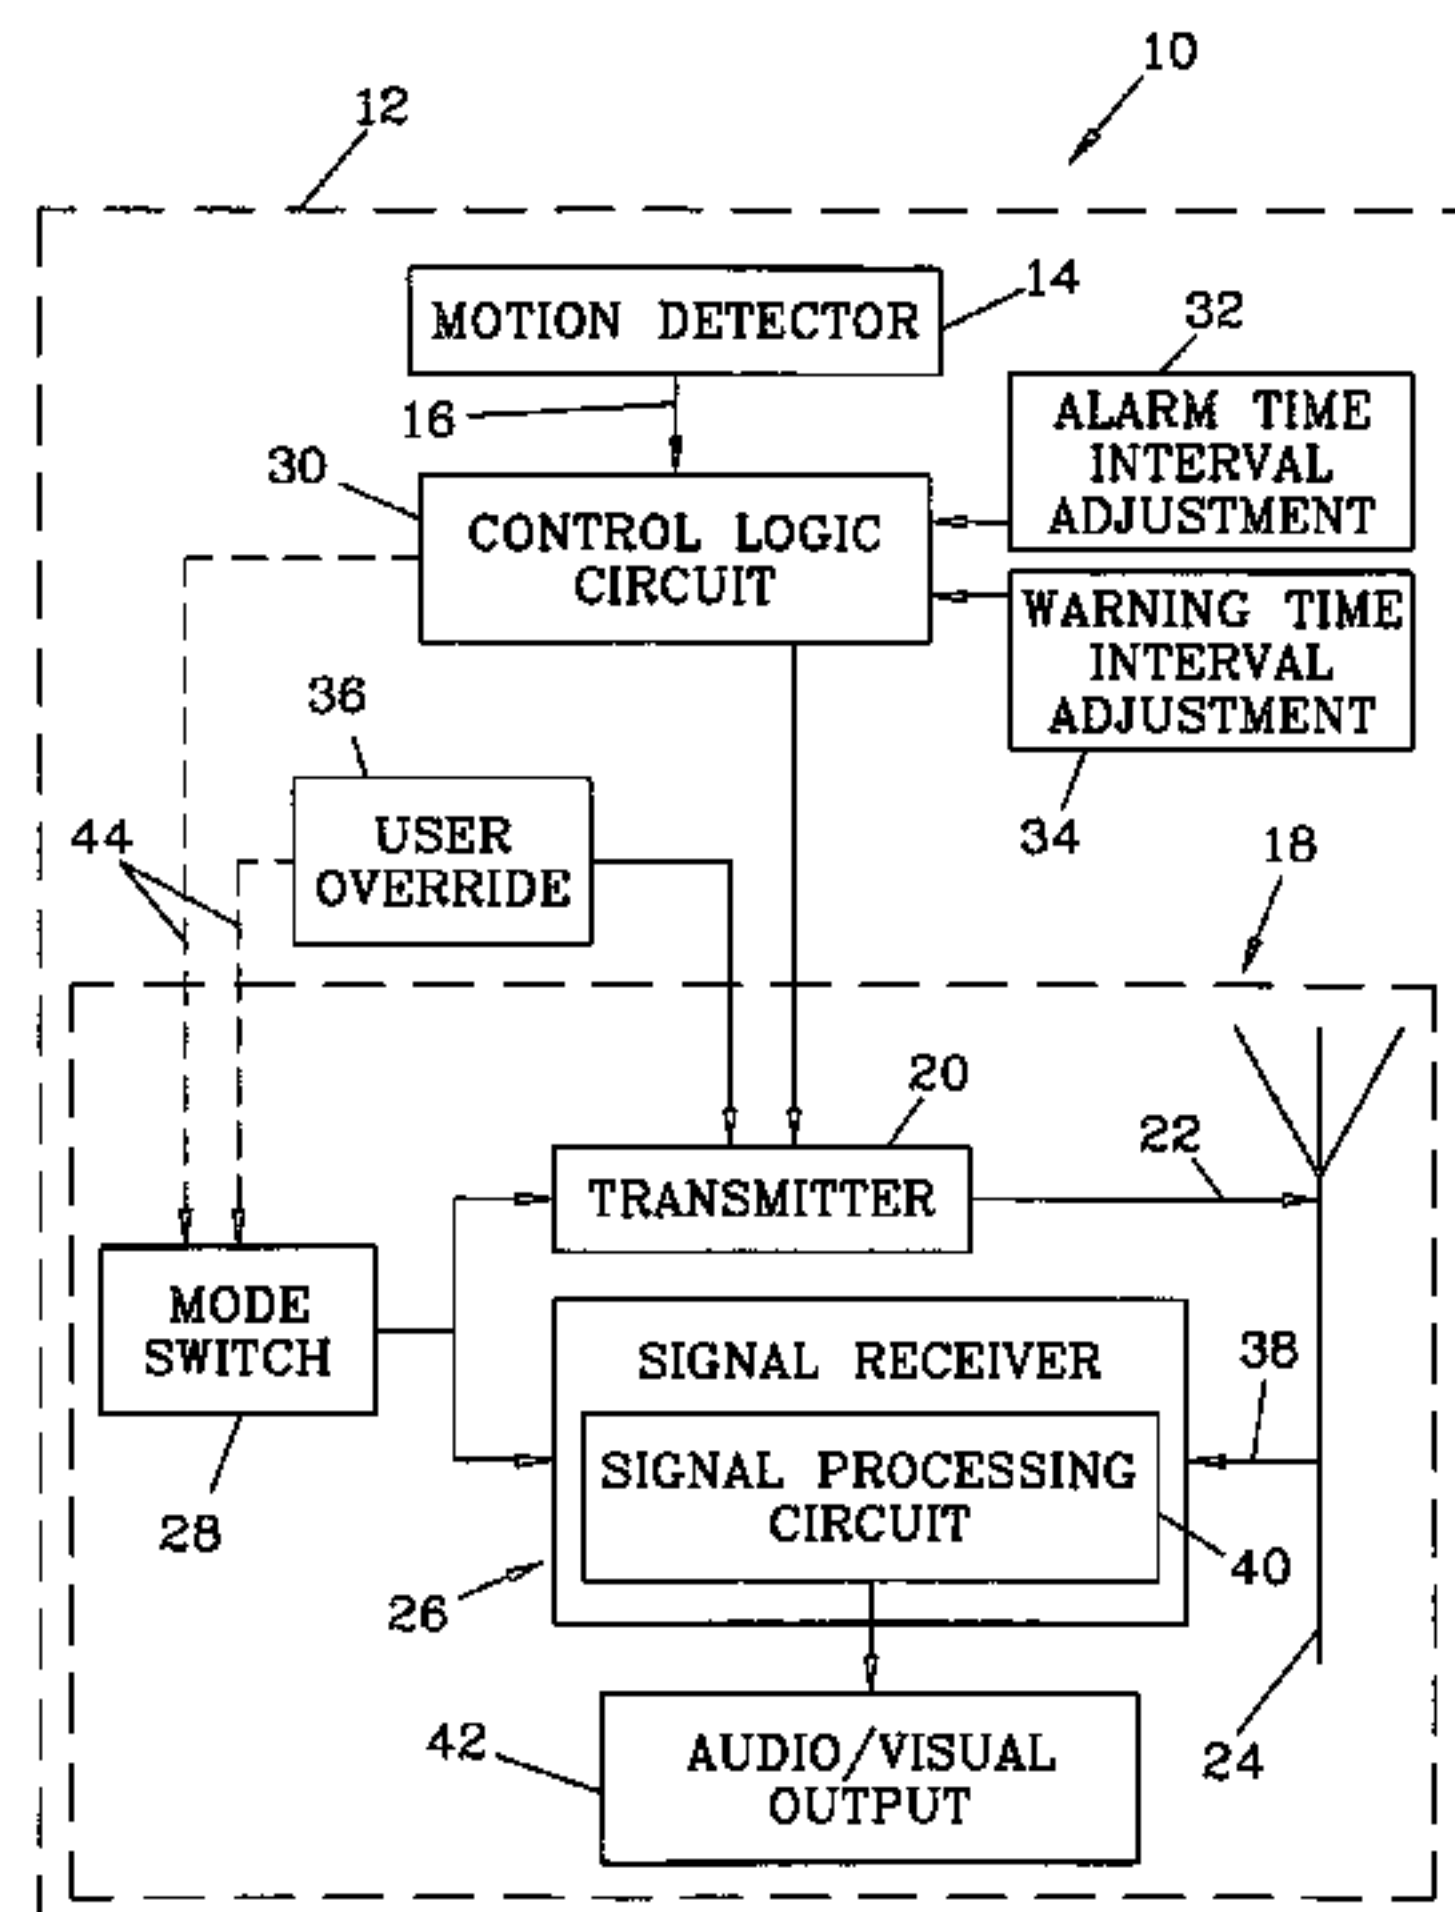 10
12
MOTION DETECTOR
14
32
ALARM TIME
INTERVAL
ADJUSTMENT
16
30
CONTROL LOGIC
CIRCUIT
WARNING TIME
INTERVAL
ADJUSTMENT
34
36
USER
OVERRIDE
44
18
20
TRANSMITTER
22
MODE
SWITCH
28
SIGNAL RECEIVER
38
SIGNAL PROCESSING
CIRCUIT
40
26
42
AUDIO/VISUAL
OUTPUT
24